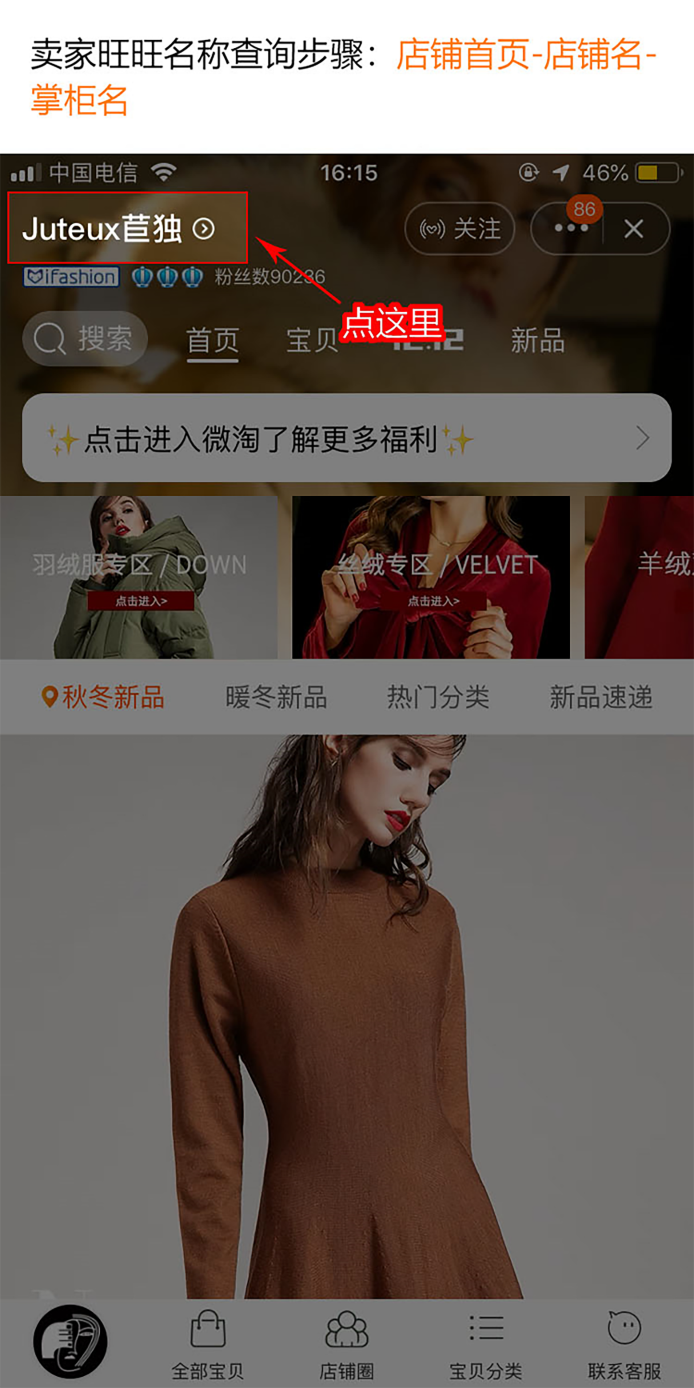 卖家旺旺名称查询步骤：店铺首页-店铺名-
掌柜名
中国电信 16:15 46%
Juteux苣独 关注 86
ifashion 粉丝数90236
点这里
搜索 首页 宝贝 12.12 新品
✨点击进入微淘了解更多福利✨
羽绒服专区 / DOWN 丝绒专区 / VELVET 羊绒
点击进入> 点击进入>
秋冬新品 暖冬新品 热门分类 新品速递
全部宝贝 店铺圈 宝贝分类 联系客服